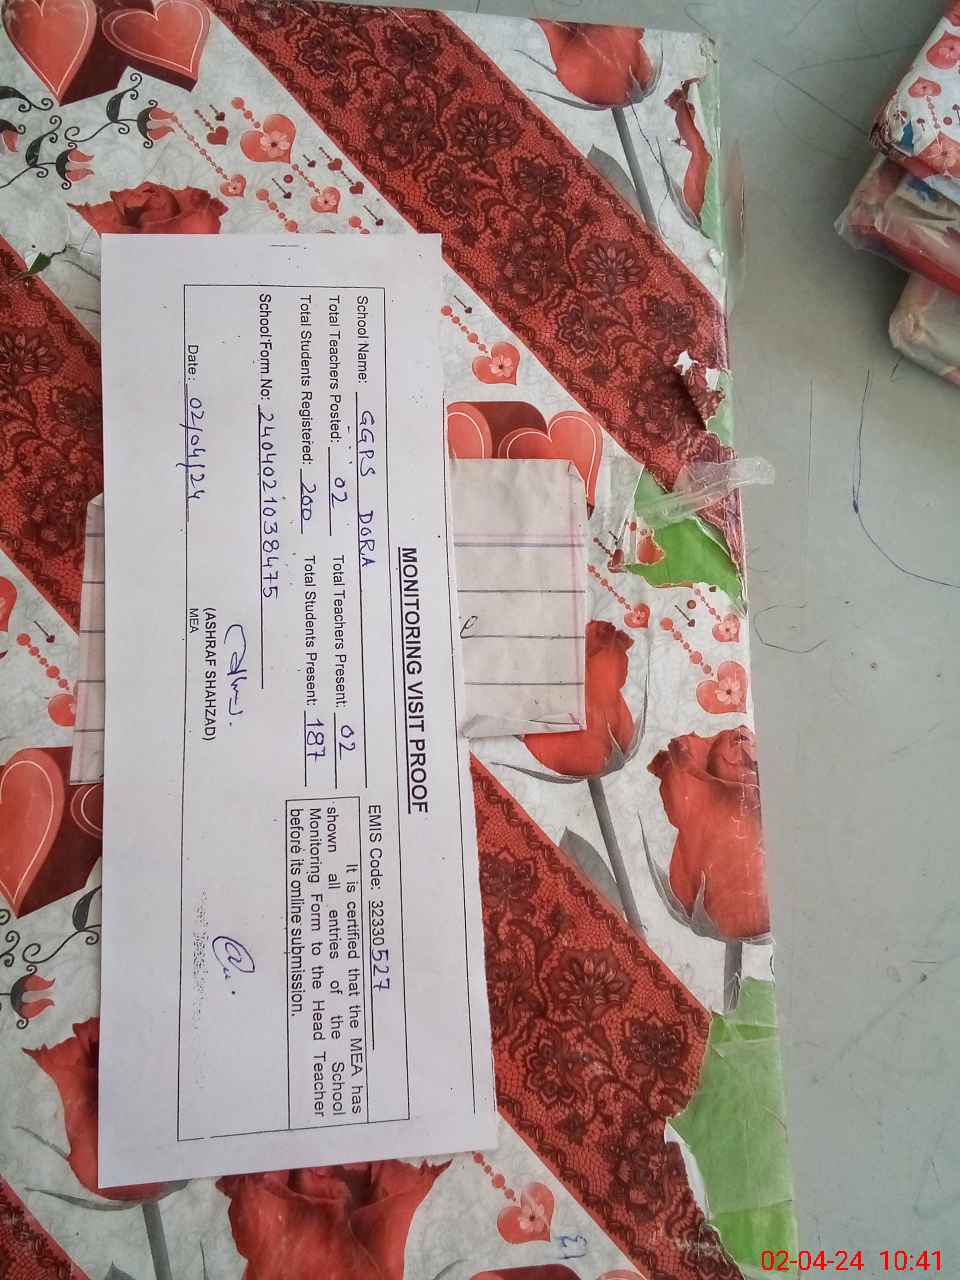 MONITORING VISIT PROOF
School Name: GGPS DORA EMIS Code: 32330527
Total Teachers Posted: 02 Total Teachers Present: 02
Total Students Registered: 200 Total Students Present: 187
School Form No: 2404021038475
It is certified that the MEA has
shown all entries of the School
Monitoring Form to the Head Teacher
before its online submission.
(ASHRAF SHAHZAD)
Date: 02/04/24 MEA
02-04-24 10:41